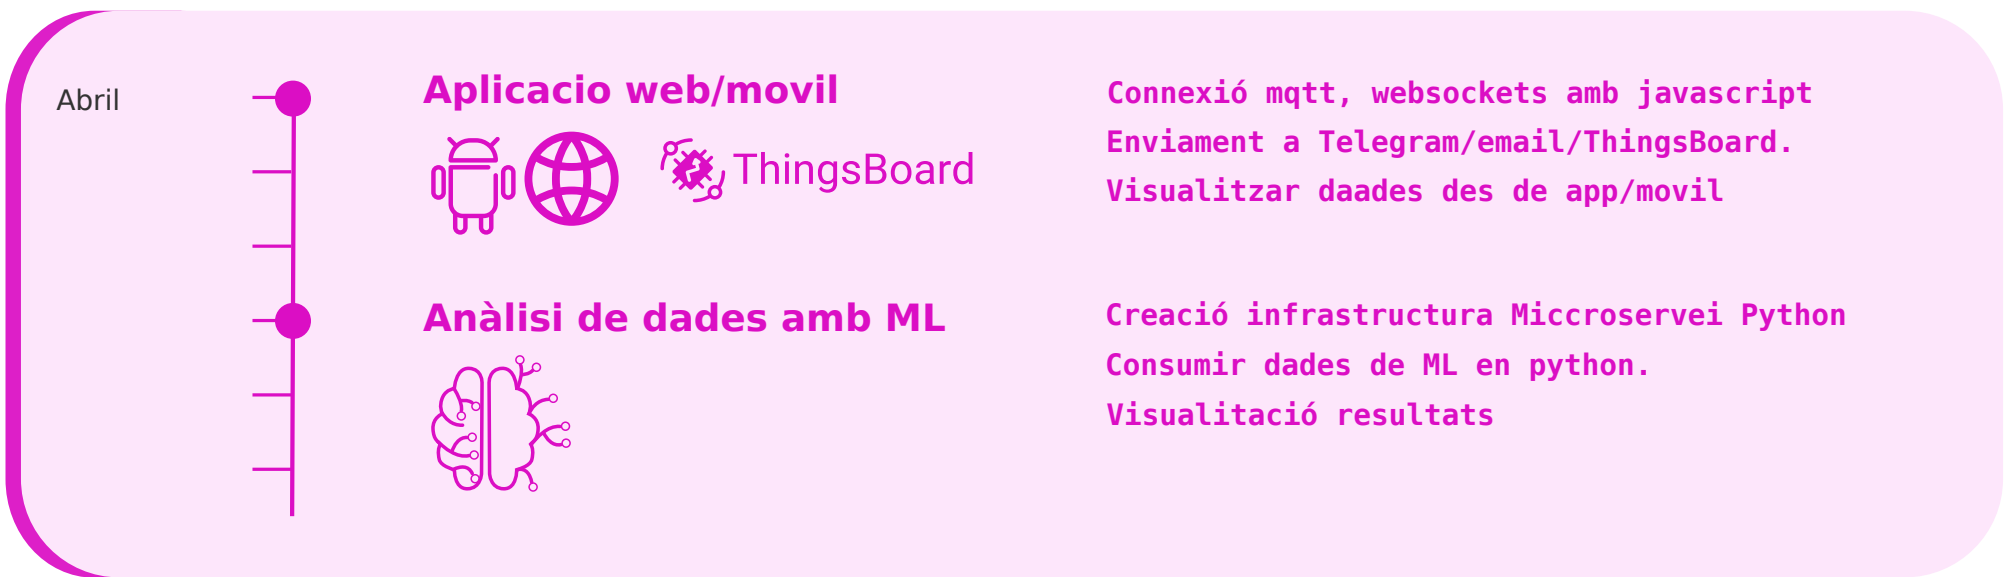 Abril
Aplicacio web/movil
ThingsBoard
Connexió mqtt, websockets amb javascript
Enviament a Telegram/email/ThingsBoard.
Visualitzar daades des de app/movil
Anàlisi de dades amb ML
Creació infrastructura Miccroservei Python
Consumir dades de ML en python.
Visualitació resultats